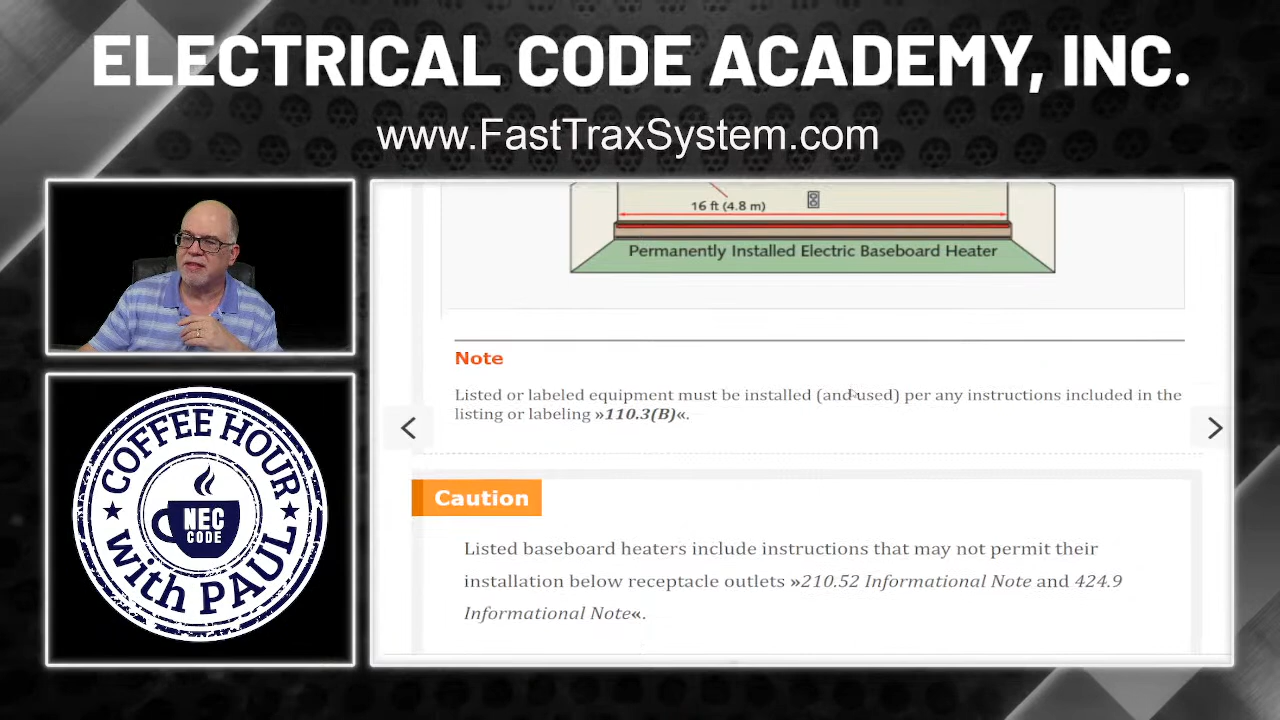 ELECTRICAL CODE ACADEMY, INC.
www.FastTraxSystem.com
16 ft (4.8 m)
Permanently Installed Electric Baseboard Heater
Note
Listed or labeled equipment must be installed (and used) per any instructions included in the
listing or labeling »110.3(B)«.
Caution
Listed baseboard heaters include instructions that may not permit their
installation below receptacle outlets »210.52 Informational Note and 424.9
Informational Note«.
COFFEE HOUR
NEC
CODE
with PAUL